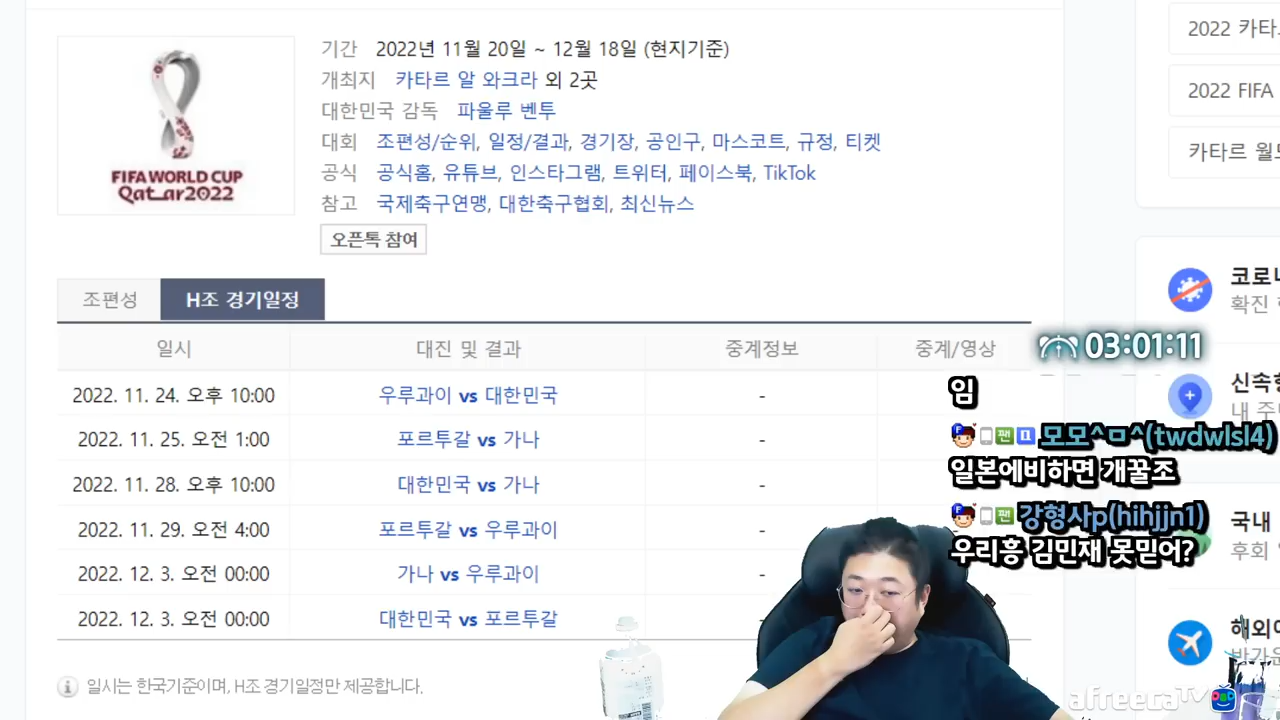 FIFA WORLD CUP
Qatar2022
기간 2022년 11월 20일 ~ 12월 18일 (현지기준)
개최지 카타르 알 와크라 외 2곳
대한민국 감독 파울루 벤투
대회 조편성/순위, 일정/결과, 경기장, 공인구, 마스코트, 규정, 티켓
공식 공식홈, 유튜브, 인스타그램, 트위터, 페이스북, TikTok
참고 국제축구연맹, 대한축구협회, 최신뉴스
오픈톡 참여
조편성 H조 경기일정
일시 대진 및 결과 중계정보 중계/영상
2022. 11. 24. 오후 10:00 우루과이 vs 대한민국 -
2022. 11. 25. 오전 1:00 포르투갈 vs 가나 -
2022. 11. 28. 오후 10:00 대한민국 vs 가나 -
2022. 11. 29. 오전 4:00 포르투갈 vs 우루과이 -
2022. 12. 3. 오전 00:00 가나 vs 우루과이 -
2022. 12. 3. 오전 00:00 대한민국 vs 포르투갈
일시는 한국기준이며, H조 경기일정만 제공합니다.
03:01:11
임
팬 모모^ㅁ^(twdwlsl4)
일본에비하면 개꿀조
팬 강형사p(hihjjn1)
우리흥 김민재 못믿어?
2022 카타
2022 FIFA
카타르 월드
코로나
확진
신속항
내 주변
국내
후회
해외여
반가운
afreecaTV